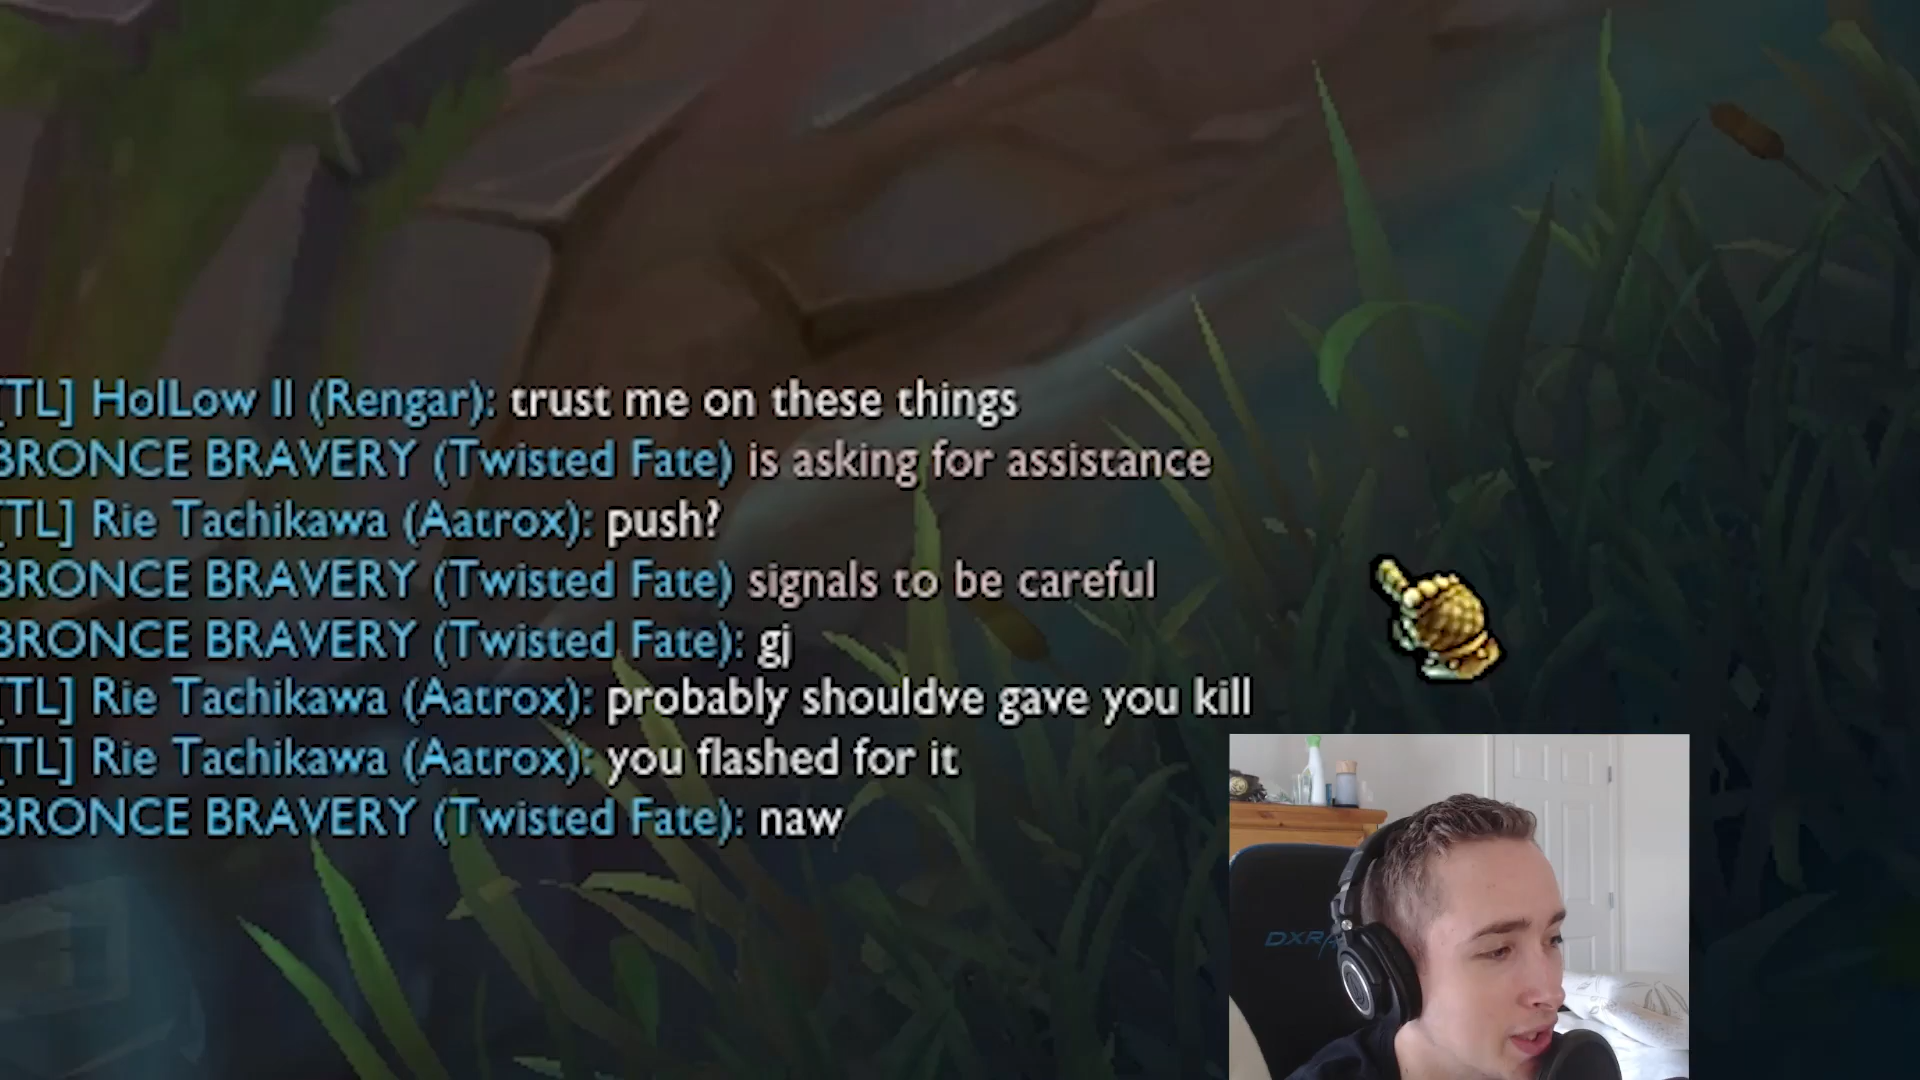 [TL] HolLow II (Rengar): trust me on these things
BRONCE BRAVERY (Twisted Fate) is asking for assistance
[TL] Rie Tachikawa (Aatrox): push?
BRONCE BRAVERY (Twisted Fate) signals to be careful
BRONCE BRAVERY (Twisted Fate): gj
[TL] Rie Tachikawa (Aatrox): probably shouldve gave you kill
[TL] Rie Tachikawa (Aatrox): you flashed for it
BRONCE BRAVERY (Twisted Fate): naw